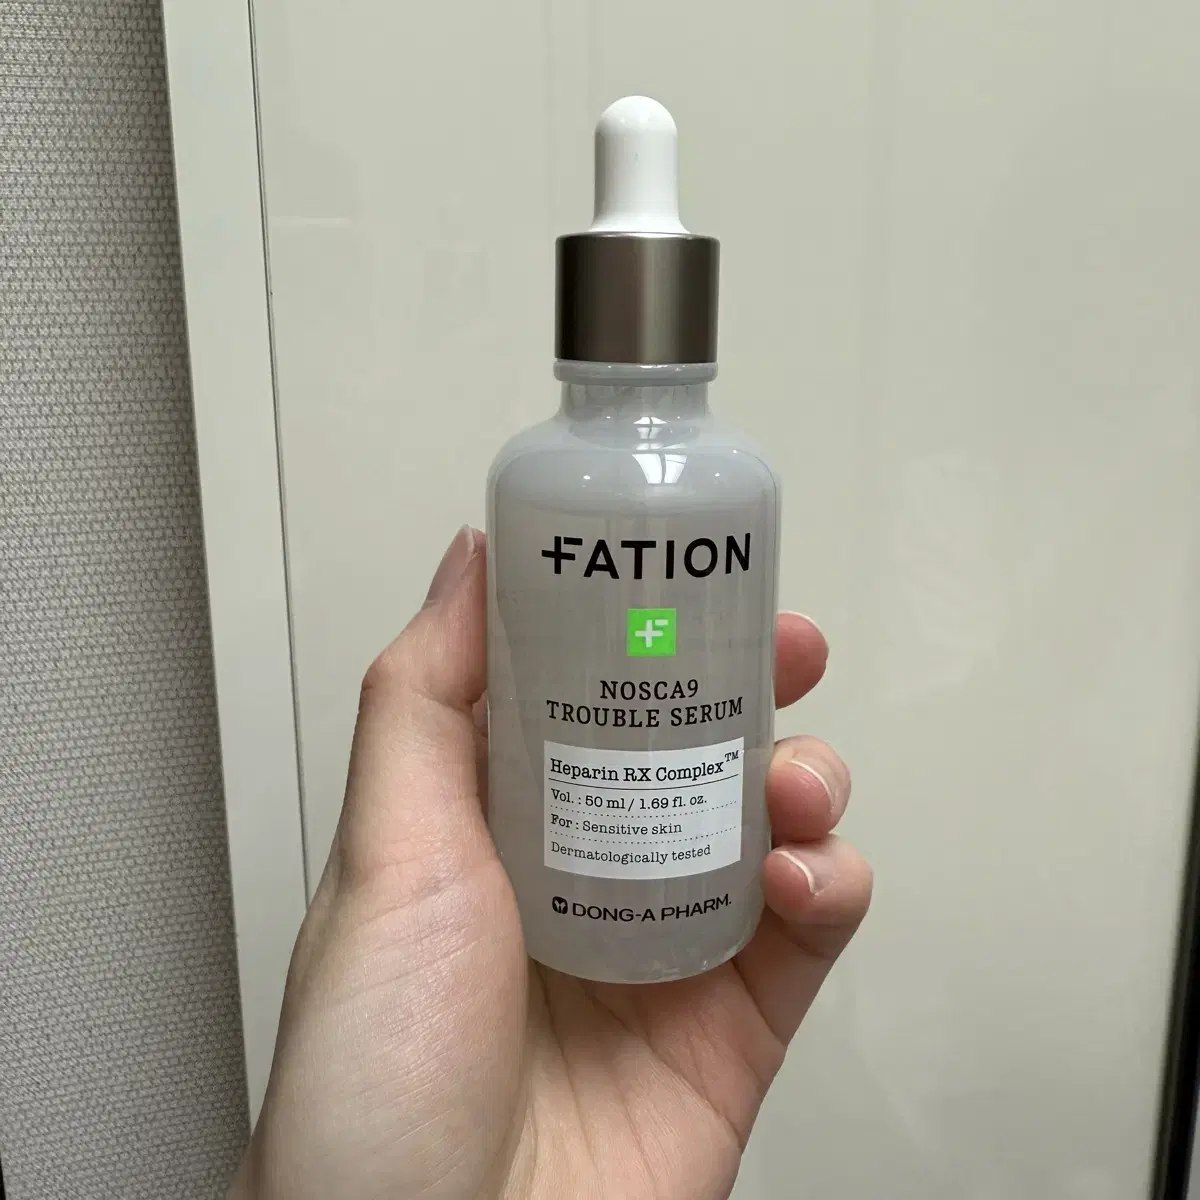 FATION
NOSCA9
TROUBLE SERUM
Heparin RX Complex™
Vol. : 50 ml / 1.69 fl. oz.
For : Sensitive skin
Dermatologically tested
DONG-A PHARM.